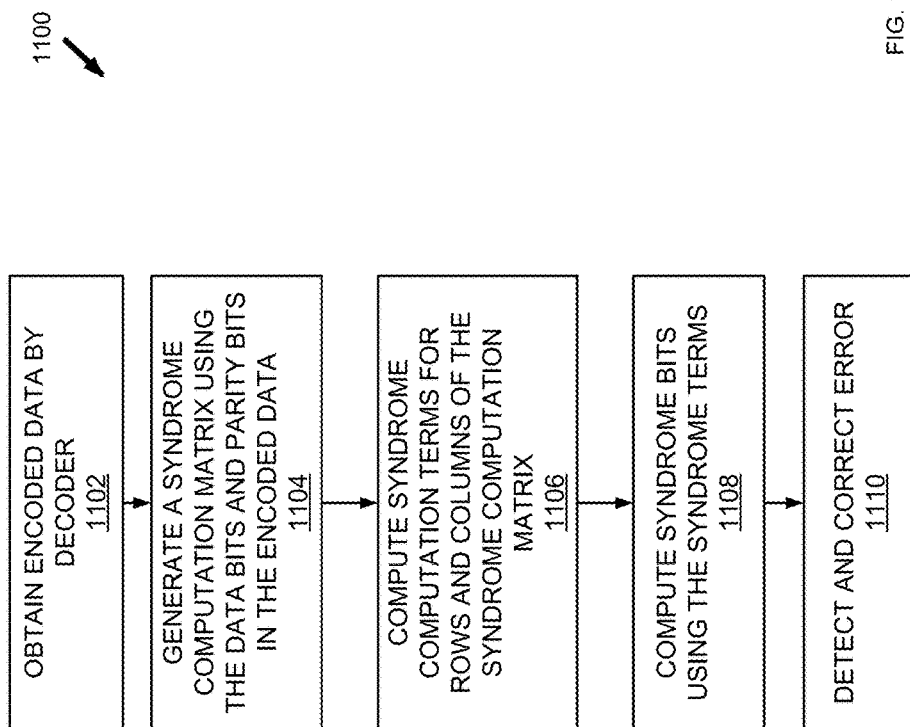 1100
OBTAIN ENCODED DATA BY
DECODER
1102
GENERATE A SYNDROME
COMPUTATION MATRIX USING
THE DATA BITS AND PARITY BITS
IN THE ENCODED DATA
1104
COMPUTE SYNDROME
COMPUTATION TERMS FOR
ROWS AND COLUMNS OF THE
SYNDROME COMPUTATION
MATRIX
1106
COMPUTE SYNDROME BITS
USING THE SYNDROME TERMS
1108
DETECT AND CORRECT ERROR
1110
FIG.